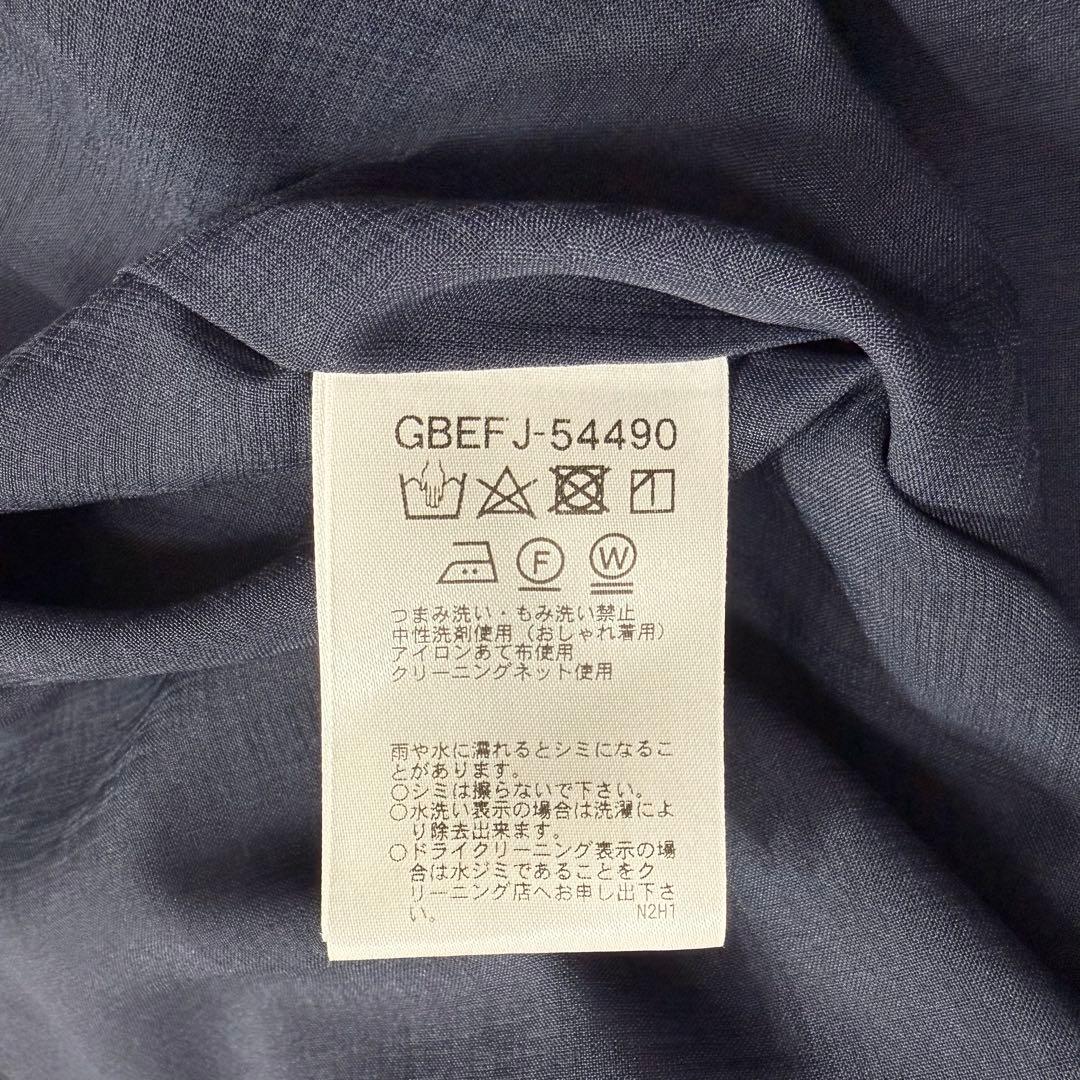 GBEFJ-54490
F W
つまみ洗い・もみ洗い禁止
中性洗剤使用(おしゃれ着用)
アイロンあて布使用
クリーニングネット使用
雨や水に濡れるとシミになるこ
とがあります。
○シミは擦らないで下さい。
○水洗い表示の場合は洗濯によ
り除去出来ます。
○ドライクリーニング表示の場
合は水ジミであることをク
リーニング店へお申し出下さ
い。 N2H1